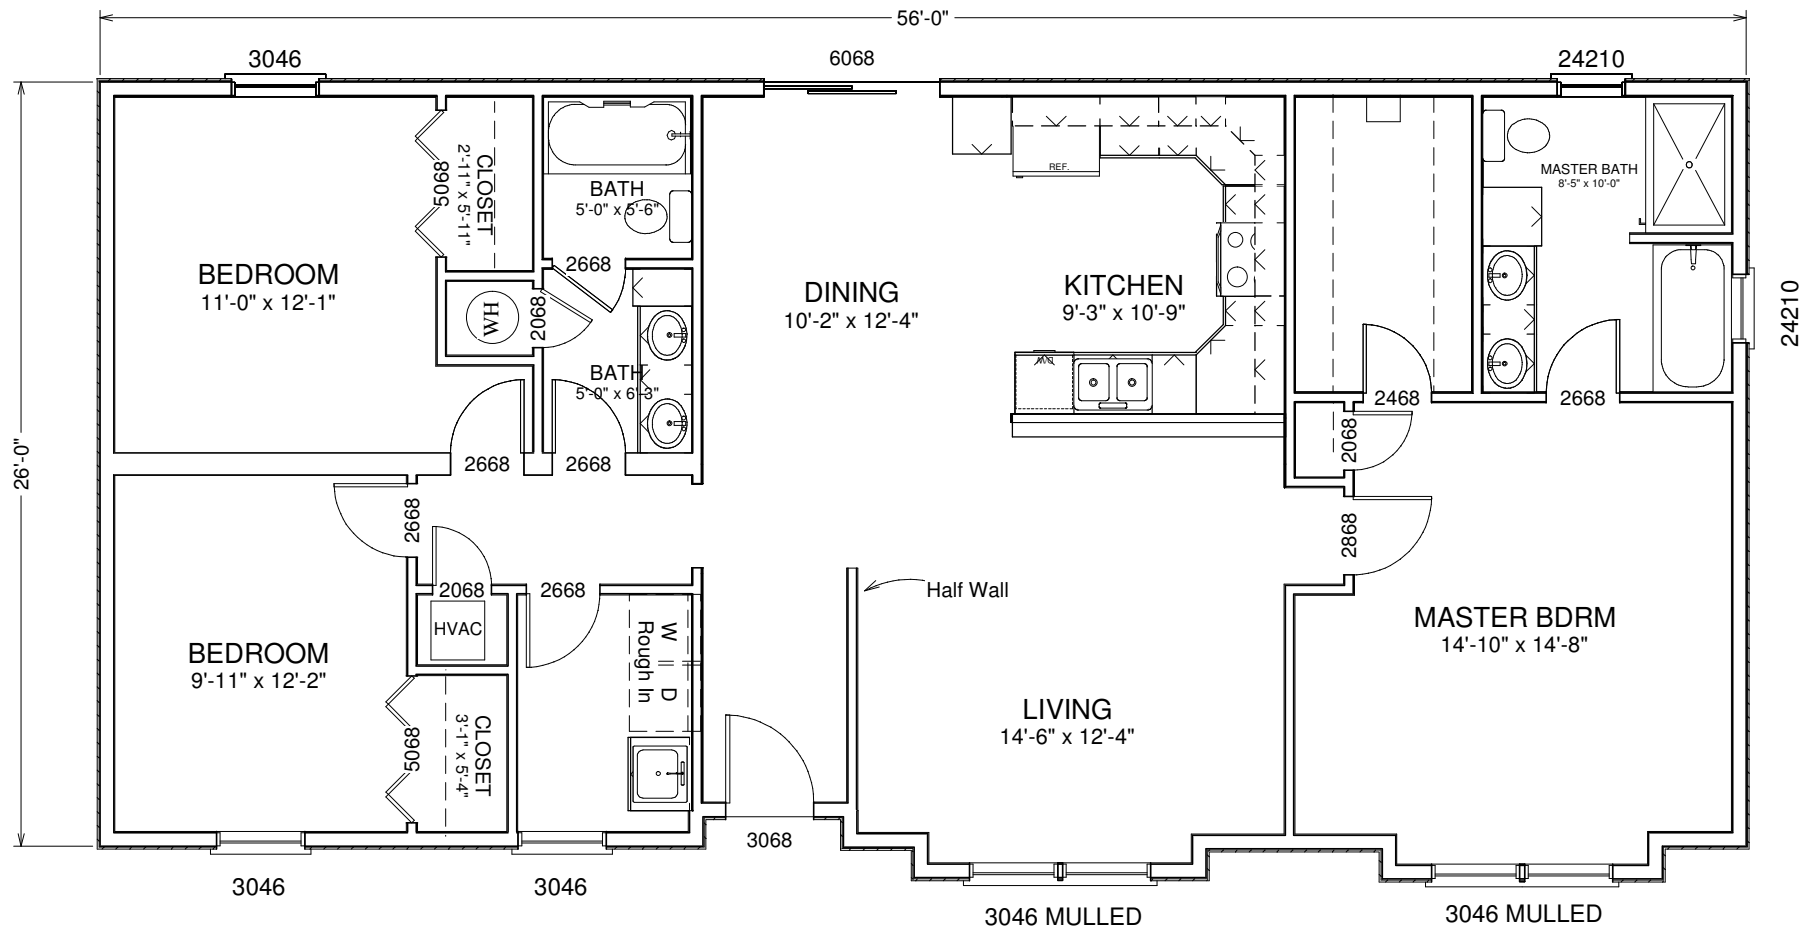 56'-0"
3046
6068
24210
26'-0"
5068
CLOSET
2'-11" x 5'-11"
BATH
5'-0" x 5'-6"
REF.
MASTER BATH
8'-5" x 10'-0"
BEDROOM
11'-0" x 12'-1"
2668
WH
2068
DINING
10'-2" x 12'-4"
KITCHEN
9'-3" x 10'-9"
24210
BATH
5'-0" x 6'-3"
D/W
2468
2668
2068
2668
2668
2668
2868
2068
2668
Half Wall
HVAC
W D
Rough In
BEDROOM
9'-11" x 12'-2"
MASTER BDRM
14'-10" x 14'-8"
5068
CLOSET
3'-1" x 5'-4"
LIVING
14'-6" x 12'-4"
3068
3046
3046
3046 MULLED
3046 MULLED